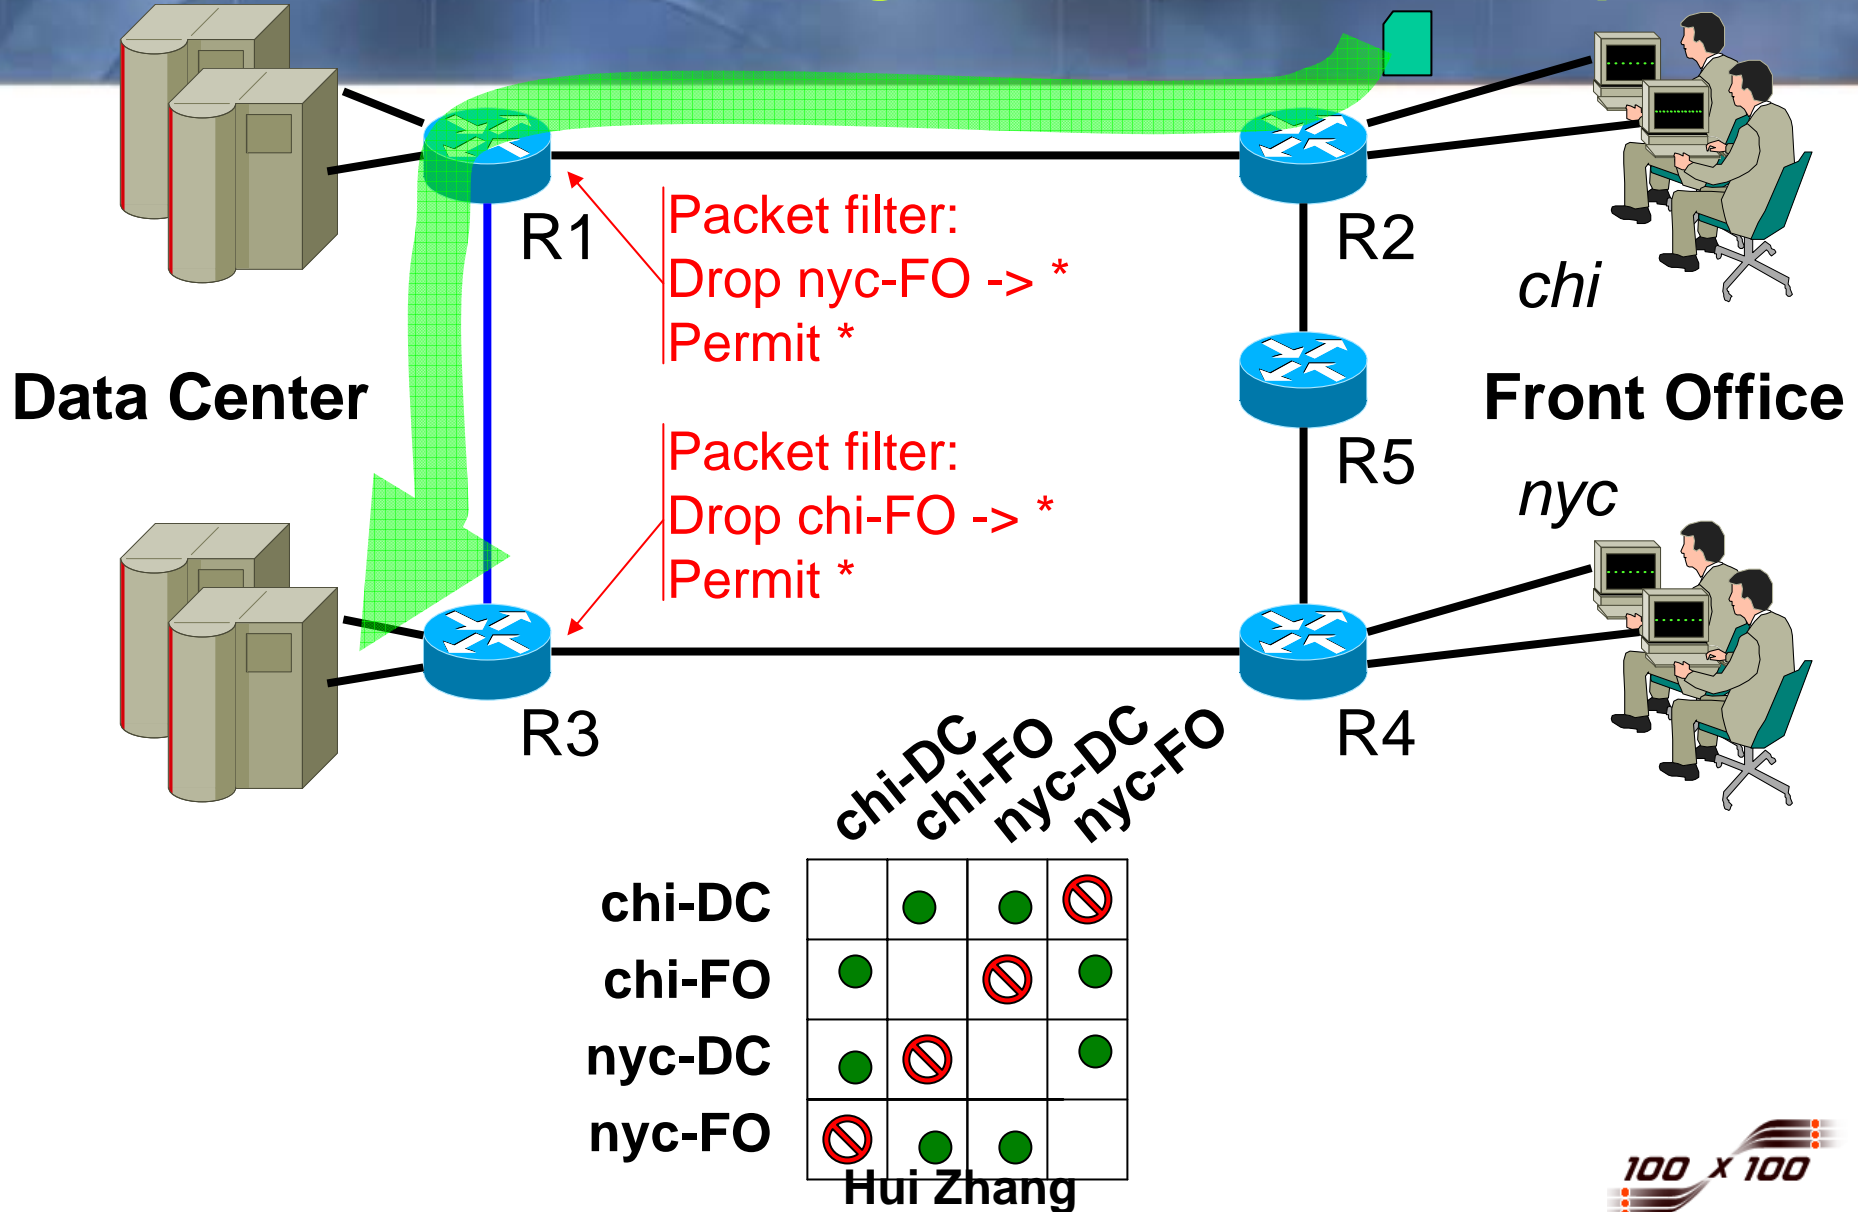 R1
R2
Packet filter:
Drop nyc-FO -> *
Permit *
chi
Data Center
Front Office
Packet filter:
Drop chi-FO -> *
Permit *
R5
nyc
R3
R4
chi-DC
chi-FO
nyc-DC
nyc-FO
chi-DC
chi-FO
nyc-DC
nyc-FO
Hui Zhang
100 x 100